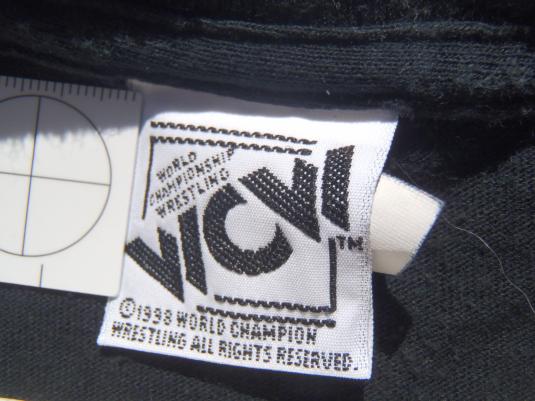 WORLD
CHAMPIONSHIP
WRESTLING
WCW
TM
©1998 WORLD CHAMPION
WRESTLING ALL RIGHTS RESERVED.